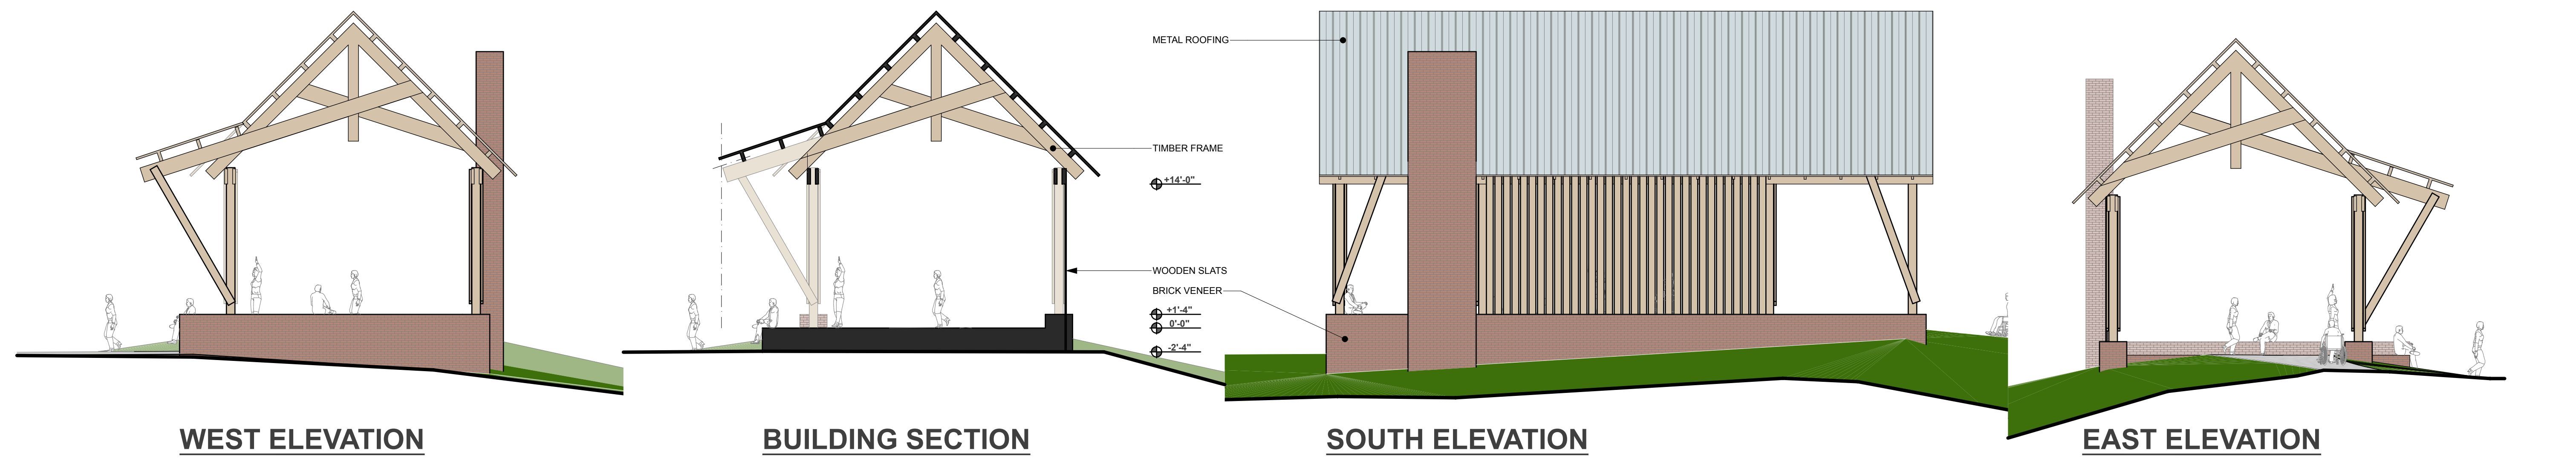 METAL ROOFING
TIMBER FRAME
+14'-0"
WOODEN SLATS
BRICK VENEER
+1'-4"
0'-0"
-2'-4"
WEST ELEVATION
BUILDING SECTION
SOUTH ELEVATION
EAST ELEVATION